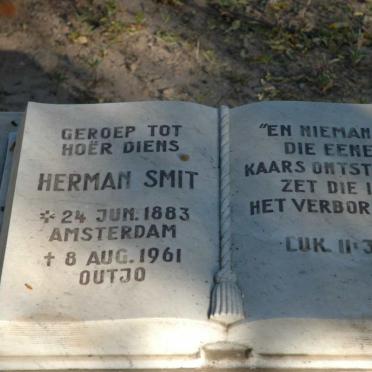 GEROEP TOT
HOËR DIENS
HERMAN SMIT
* 24 JUN. 1883
AMSTERDAM
† 8 AUG. 1961
OUTJO
"EN NIEMAN
DIE EENE
KAARS ONTST
ZET DIE I
HET VERBOR
LUK. 11:3